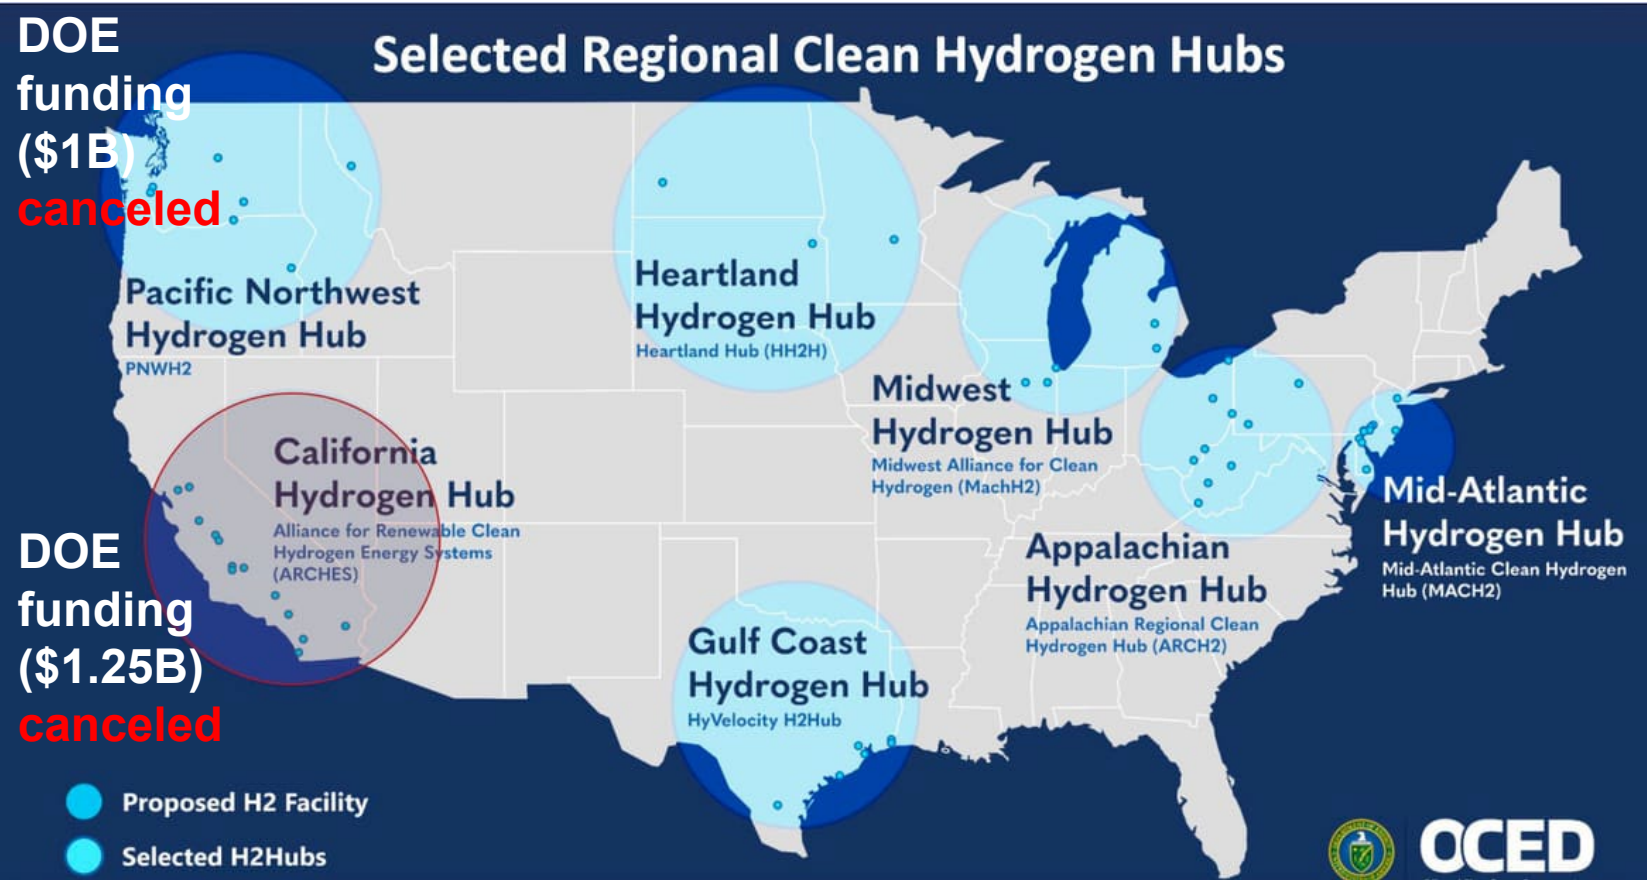 DOE
funding
($1B)
canceled
Selected Regional Clean Hydrogen Hubs
Pacific Northwest
Hydrogen Hub
PNWH2
Heartland
Hydrogen Hub
Heartland Hub (HH2H)
Midwest
Hydrogen Hub
Midwest Alliance for Clean
Hydrogen (MachH2)
California
Hydrogen Hub
Alliance for Renewable Clean
Hydrogen Energy Systems
(ARCHES)
Mid-Atlantic
Hydrogen Hub
Mid-Atlantic Clean Hydrogen
Hub (MACH2)
Appalachian
Hydrogen Hub
Appalachian Regional Clean
Hydrogen Hub (ARCH2)
DOE
funding
($1.25B)
canceled
Gulf Coast
Hydrogen Hub
HyVelocity H2Hub
Proposed H2 Facility
Selected H2Hubs
OCED